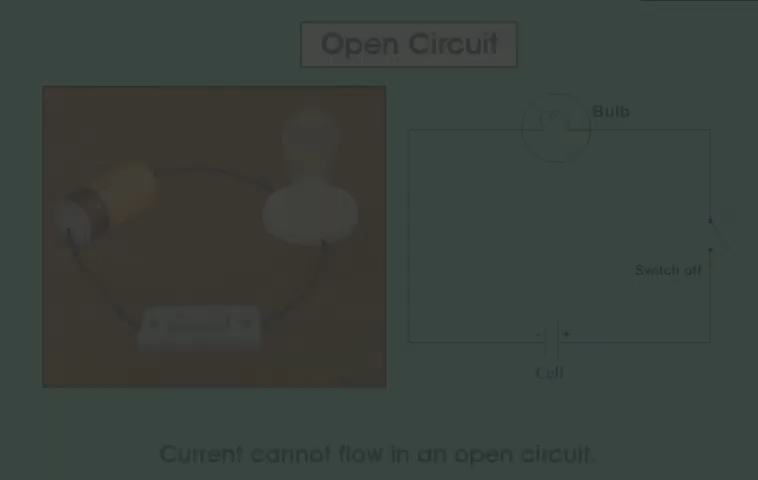 Open Circuit
Bulb
Switch off
- +
Cell
Current cannot flow in an open circuit.